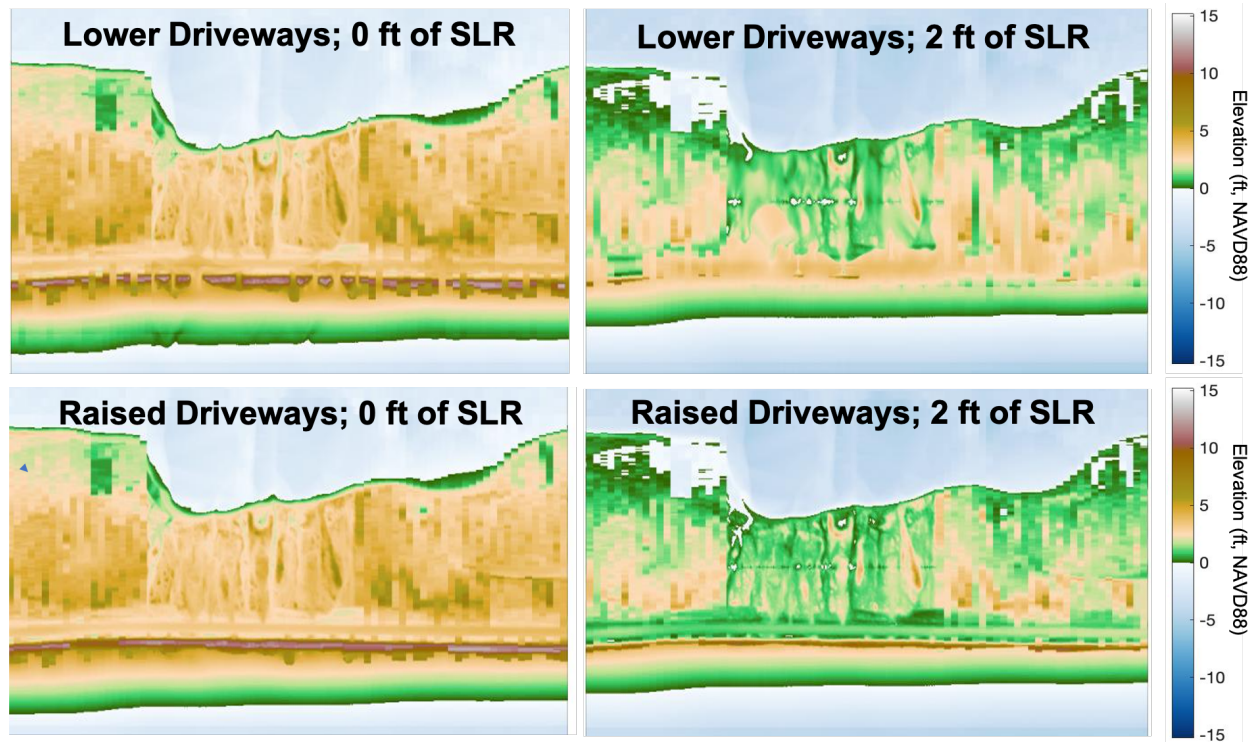 Lower Driveways; 0 ft of SLR
Lower Driveways; 2 ft of SLR
15
10
5
0
-5
-10
-15
Elevation (ft, NAVD88)
Raised Driveways; 0 ft of SLR
Raised Driveways; 2 ft of SLR
15
10
5
0
-5
-10
-15
Elevation (ft, NAVD88)